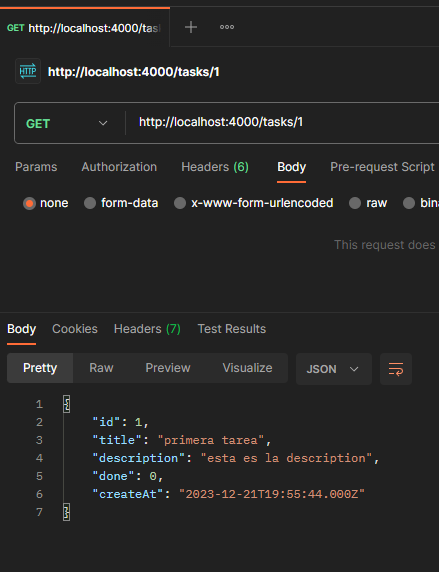 GET http://localhost:4000/tas
HTTP http://localhost:4000/tasks/1
GET http://localhost:4000/tasks/1
Params Authorization Headers (6) Body Pre-request Script
none form-data x-www-form-urlencoded raw bin
This request does
Body Cookies Headers (7) Test Results
Pretty Raw Preview Visualize JSON
1 {
2 "id": 1,
3 "title": "primera tarea",
4 "description": "esta es la description",
5 "done": 0,
6 "createAt": "2023-12-21T19:55:44.000Z"
7 }